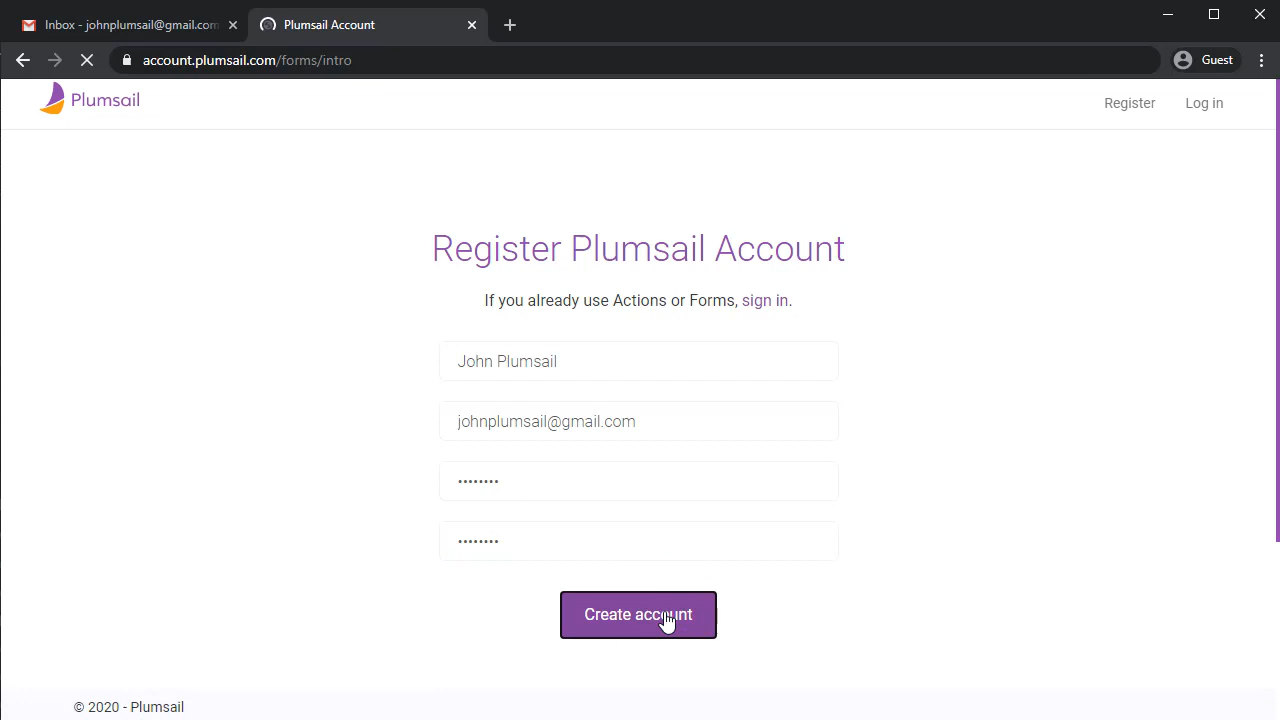 Inbox - johnplumsail@gmail.com
Plumsail Account
account.plumsail.com/forms/intro
Guest
Plumsail
Register
Log in
Register Plumsail Account
If you already use Actions or Forms, sign in.
John Plumsail
johnplumsail@gmail.com
••••••••
••••••••
Create account
© 2020 - Plumsail